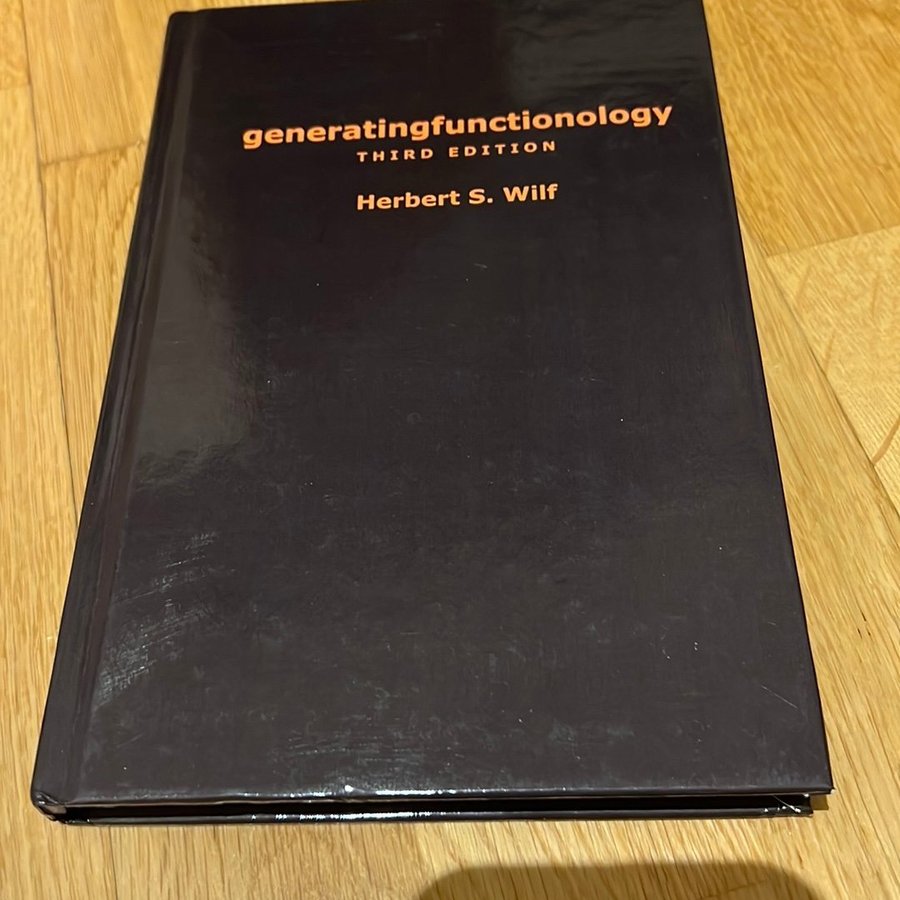 generatingfunctionology
THIRD EDITION
Herbert S. Wilf